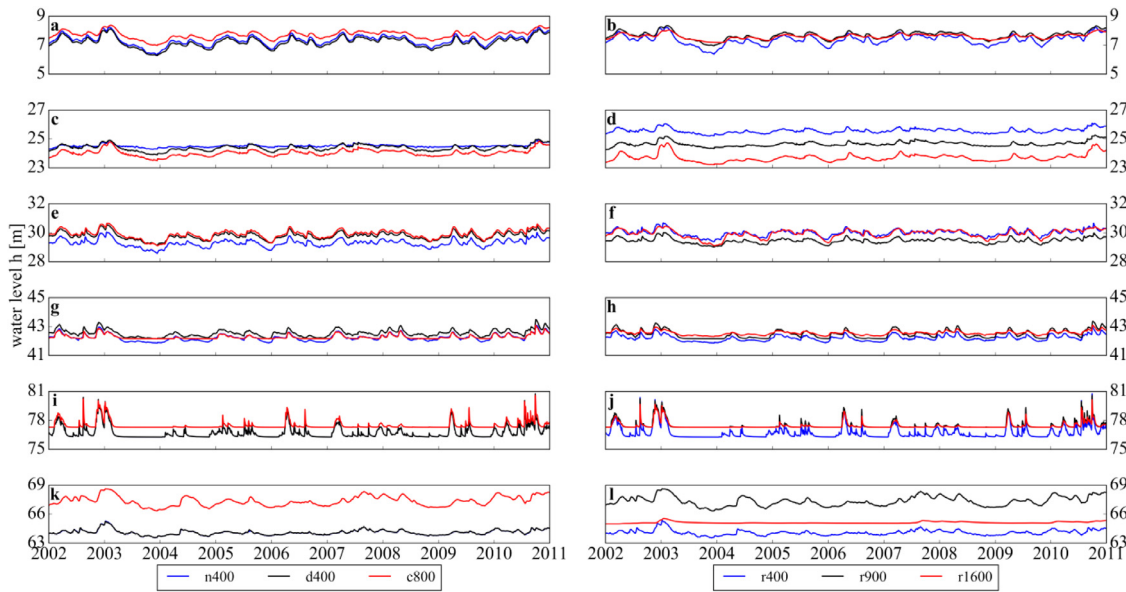 9 a b 9
7 7
5 5
27 c d 27
25 25
23 23
32 e f 32
30 30
28 28
water level h [m]
45 g h 45
43 43
41 41
81 i j 81
78 78
75 75
69 k l 69
66 66
63 63
2002 2003 2004 2005 2006 2007 2008 2009 2010 2011 2002 2003 2004 2005 2006 2007 2008 2009 2010 2011
n400 d400 c800 r400 r900 r1600